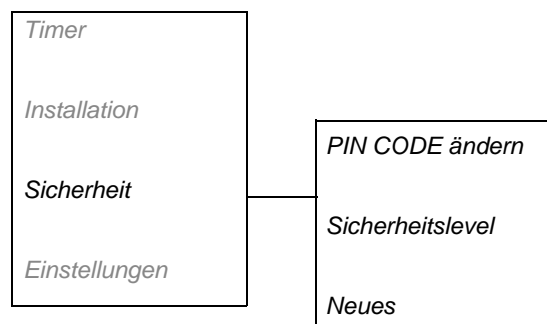 Timer
Installation
Sicherheit
Einstellungen
PIN CODE ändern
Sicherheitslevel
Neues